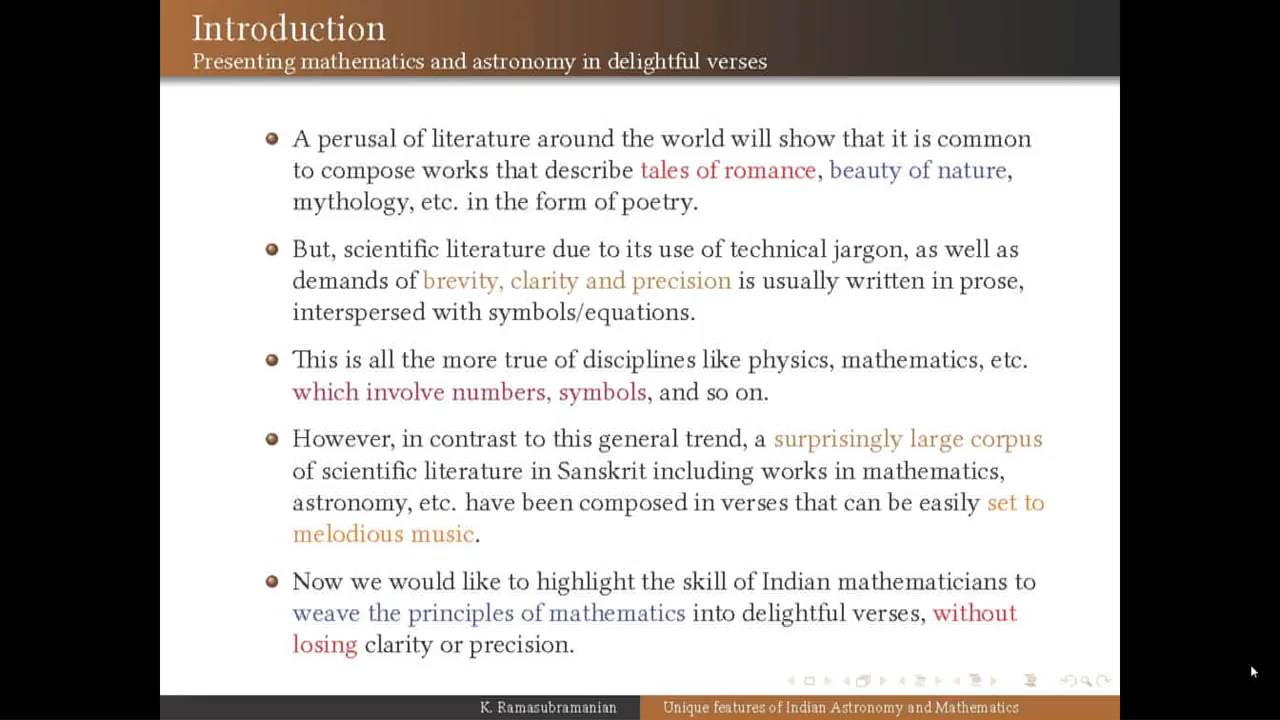 Introduction
Presenting mathematics and astronomy in delightful verses
A perusal of literature around the world will show that it is common
to compose works that describe tales of romance, beauty of nature,
mythology, etc. in the form of poetry.
But, scientific literature due to its use of technical jargon, as well as
demands of brevity, clarity and precision is usually written in prose,
interspersed with symbols/equations.
This is all the more true of disciplines like physics, mathematics, etc.
which involve numbers, symbols, and so on.
However, in contrast to this general trend, a surprisingly large corpus
of scientific literature in Sanskrit including works in mathematics,
astronomy, etc. have been composed in verses that can be easily set to
melodious music.
Now we would like to highlight the skill of Indian mathematicians to
weave the principles of mathematics into delightful verses, without
losing clarity or precision.
K. Ramasubramanian Unique features of Indian Astronomy and Mathematics